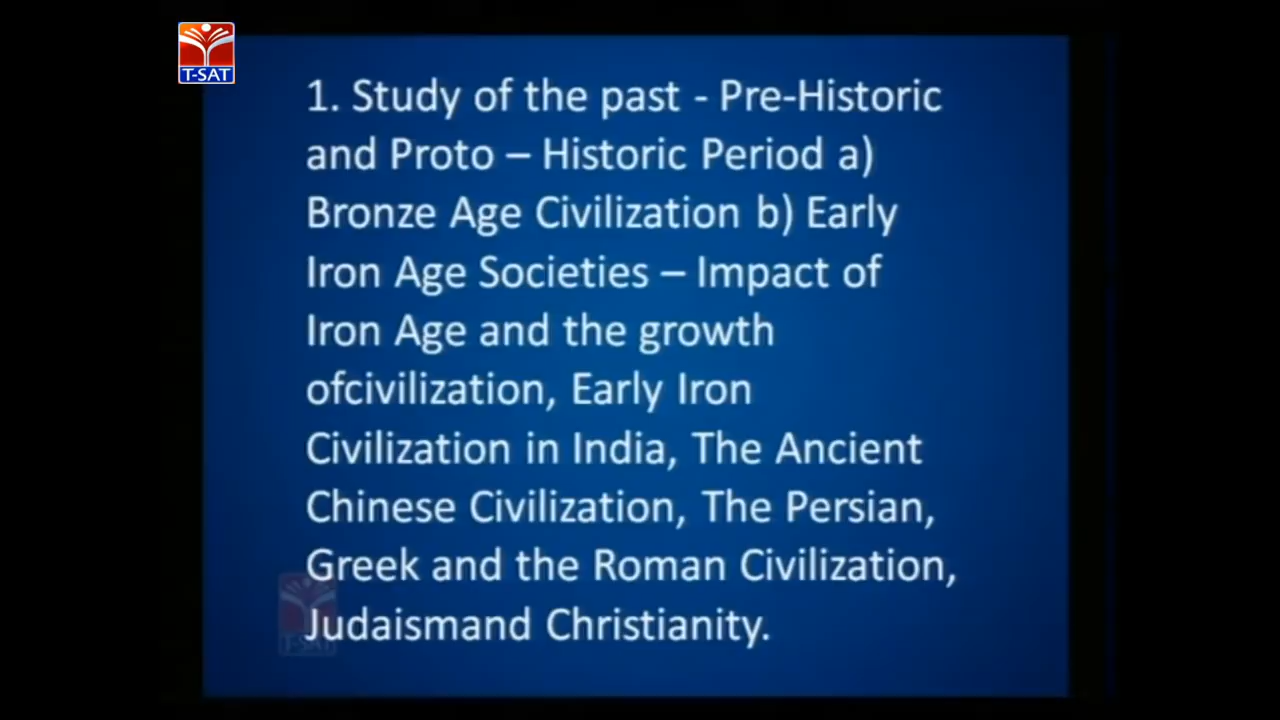 T-SAT
1. Study of the past - Pre-Historic
and Proto – Historic Period a)
Bronze Age Civilization b) Early
Iron Age Societies – Impact of
Iron Age and the growth
ofcivilization, Early Iron
Civilization in India, The Ancient
Chinese Civilization, The Persian,
Greek and the Roman Civilization,
Judaismand Christianity.
T-SAT